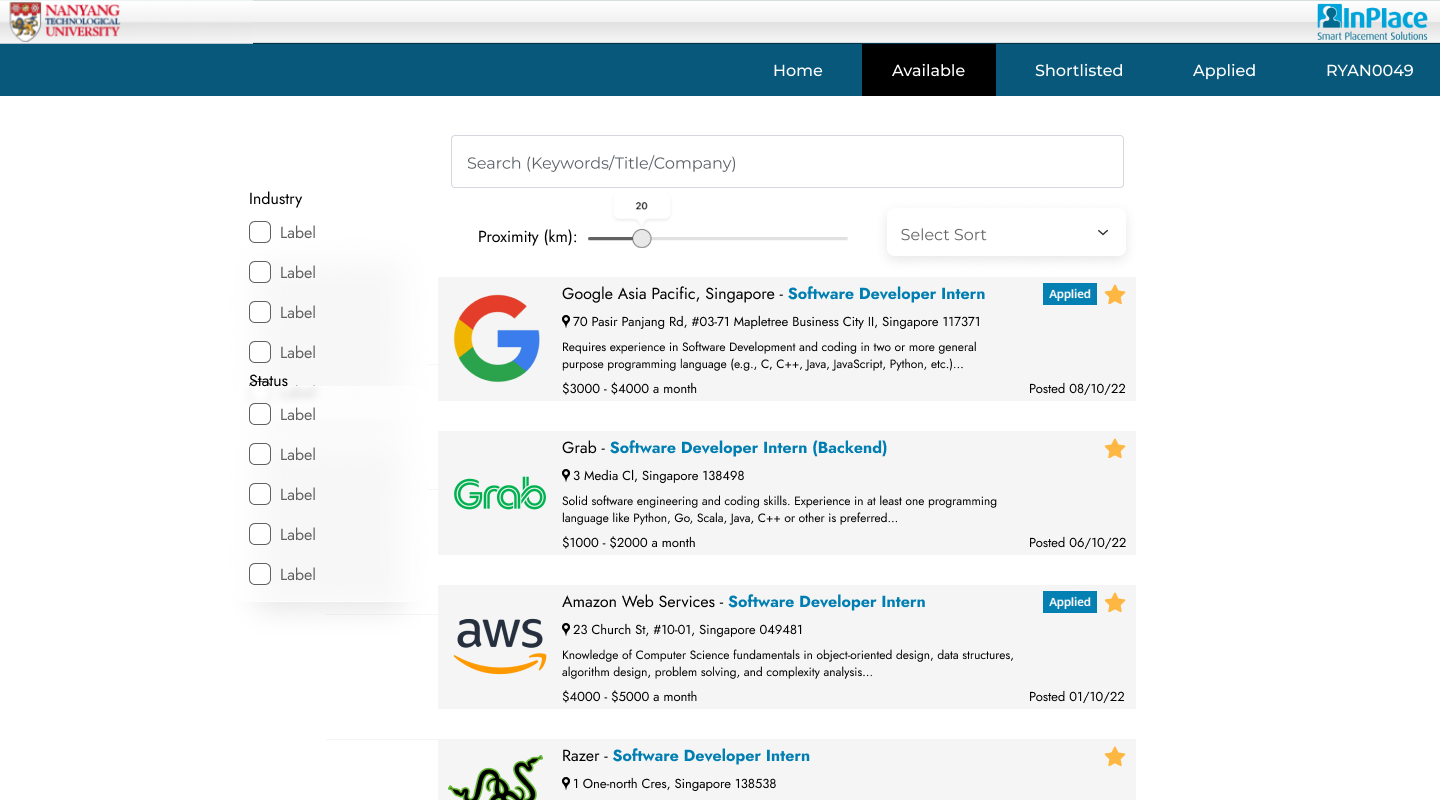 NANYANG
TECHNOLOGICAL
UNIVERSITY
InPlace
Smart Placement Solutions
Home
Available
Shortlisted
Applied
RYAN0049
Search (Keywords/Title/Company)
Industry
Label
Label
Label
Label
Status
Label
Label
Label
Label
Label
Proximity (km):
20
Select Sort
Google Asia Pacific, Singapore - Software Developer Intern
Applied
70 Pasir Panjang Rd, #03-71 Mapletree Business City II, Singapore 117371
Requires experience in Software Development and coding in two or more general
purpose programming language (e.g., C, C++, Java, JavaScript, Python, etc.)...
$3000 - $4000 a month
Posted 08/10/22
Grab
Grab - Software Developer Intern (Backend)
3 Media Cl, Singapore 138498
Solid software engineering and coding skills. Experience in at least one programming
language like Python, Go, Scala, Java, C++ or other is preferred...
$1000 - $2000 a month
Posted 06/10/22
aws
Amazon Web Services - Software Developer Intern
Applied
23 Church St, #10-01, Singapore 049481
Knowledge of Computer Science fundamentals in object-oriented design, data structures,
algorithm design, problem solving, and complexity analysis...
$4000 - $5000 a month
Posted 01/10/22
Razer - Software Developer Intern
1 One-north Cres, Singapore 138538